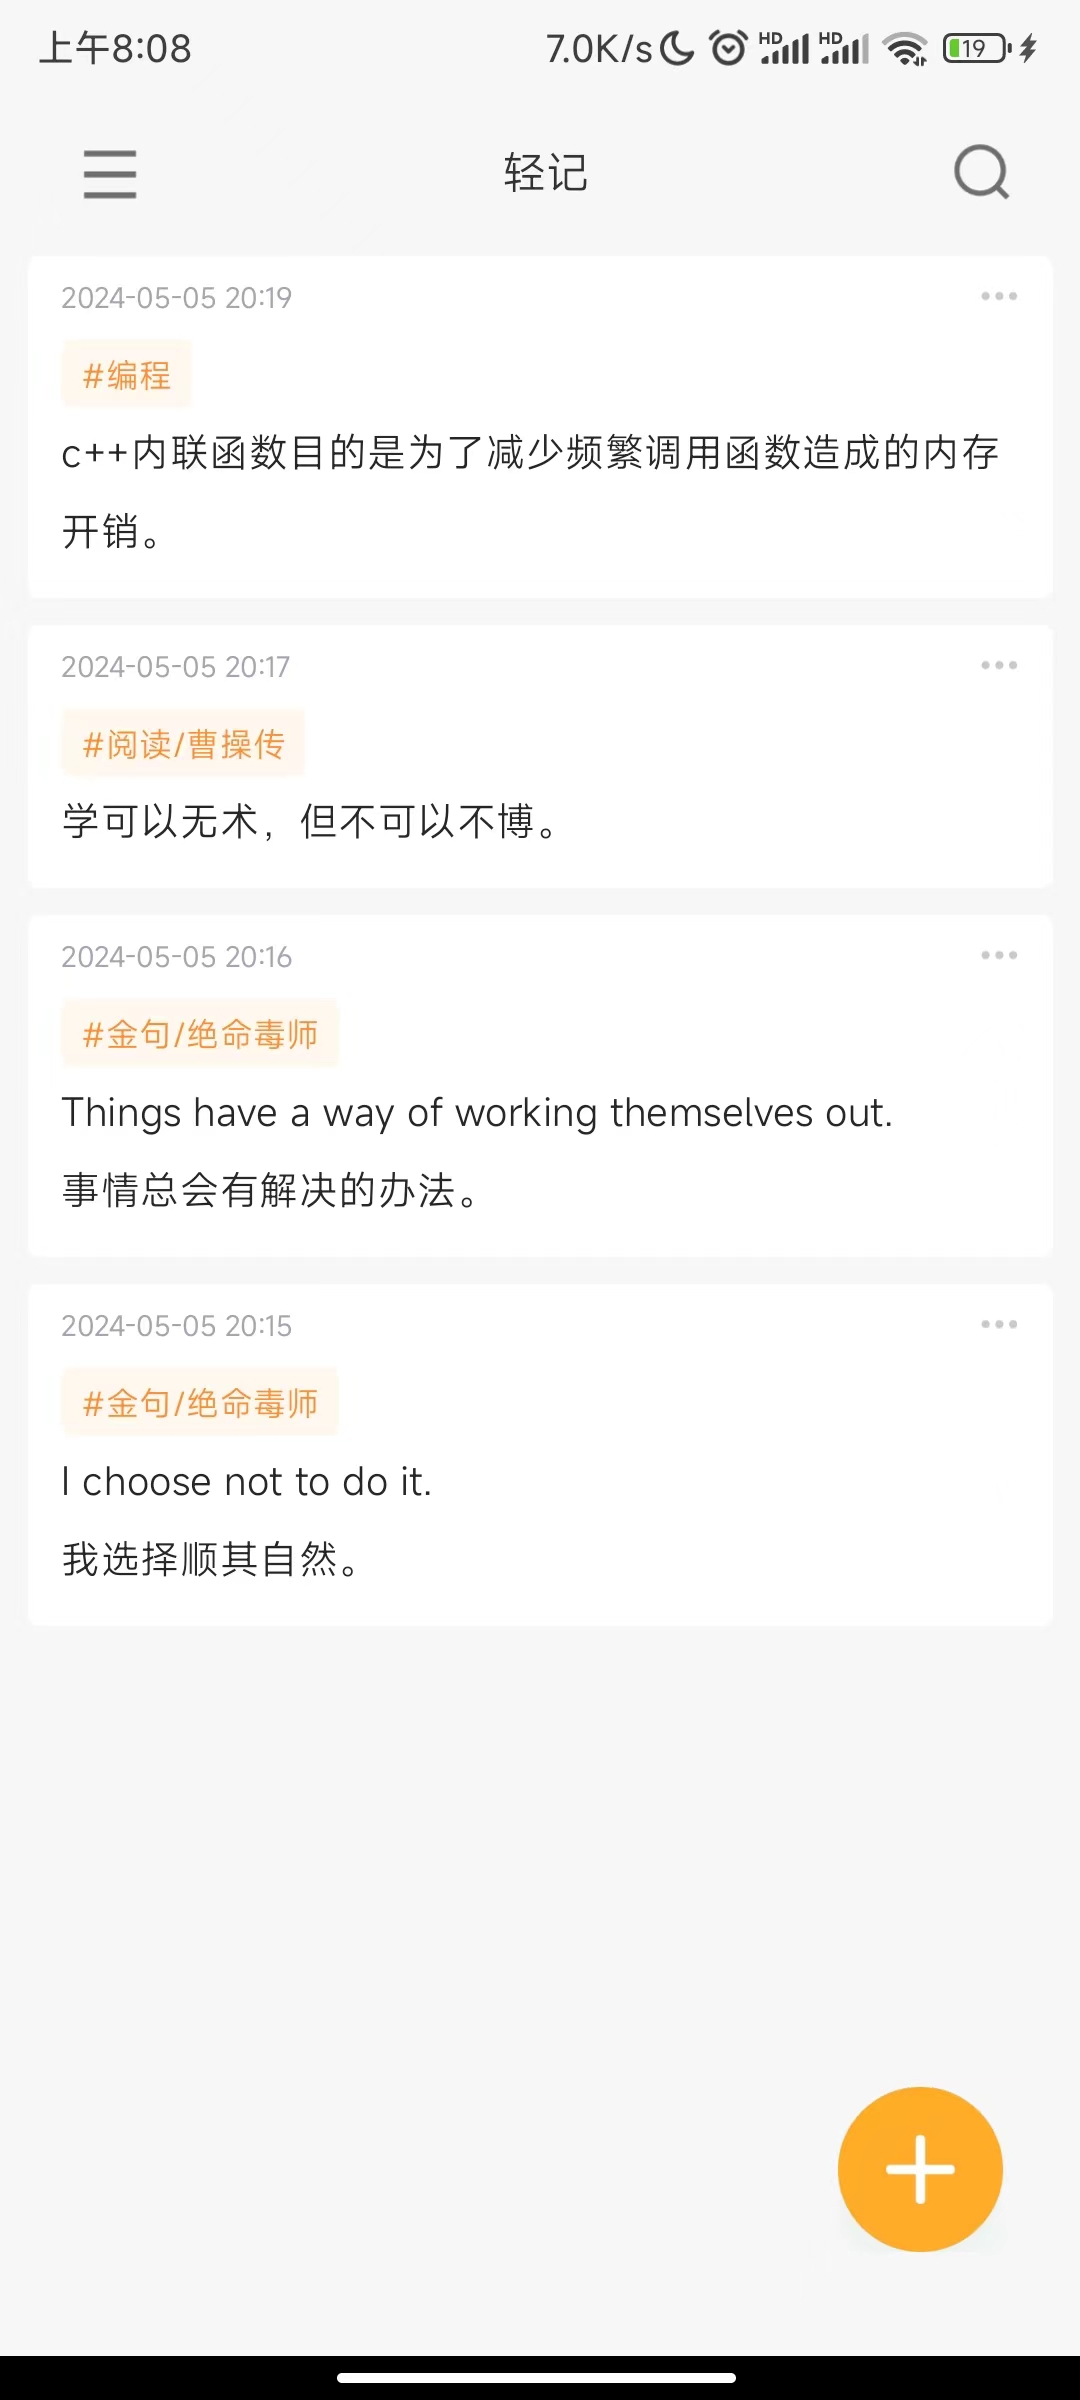 上午8:08 7.0K/s HD HD 19
轻记
2024-05-05 20:19
#编程
c++内联函数目的是为了减少频繁调用函数造成的内存
开销。
2024-05-05 20:17
#阅读/曹操传
学可以无术，但不可以不博。
2024-05-05 20:16
#金句/绝命毒师
Things have a way of working themselves out.
事情总会有解决的办法。
2024-05-05 20:15
#金句/绝命毒师
I choose not to do it.
我选择顺其自然。